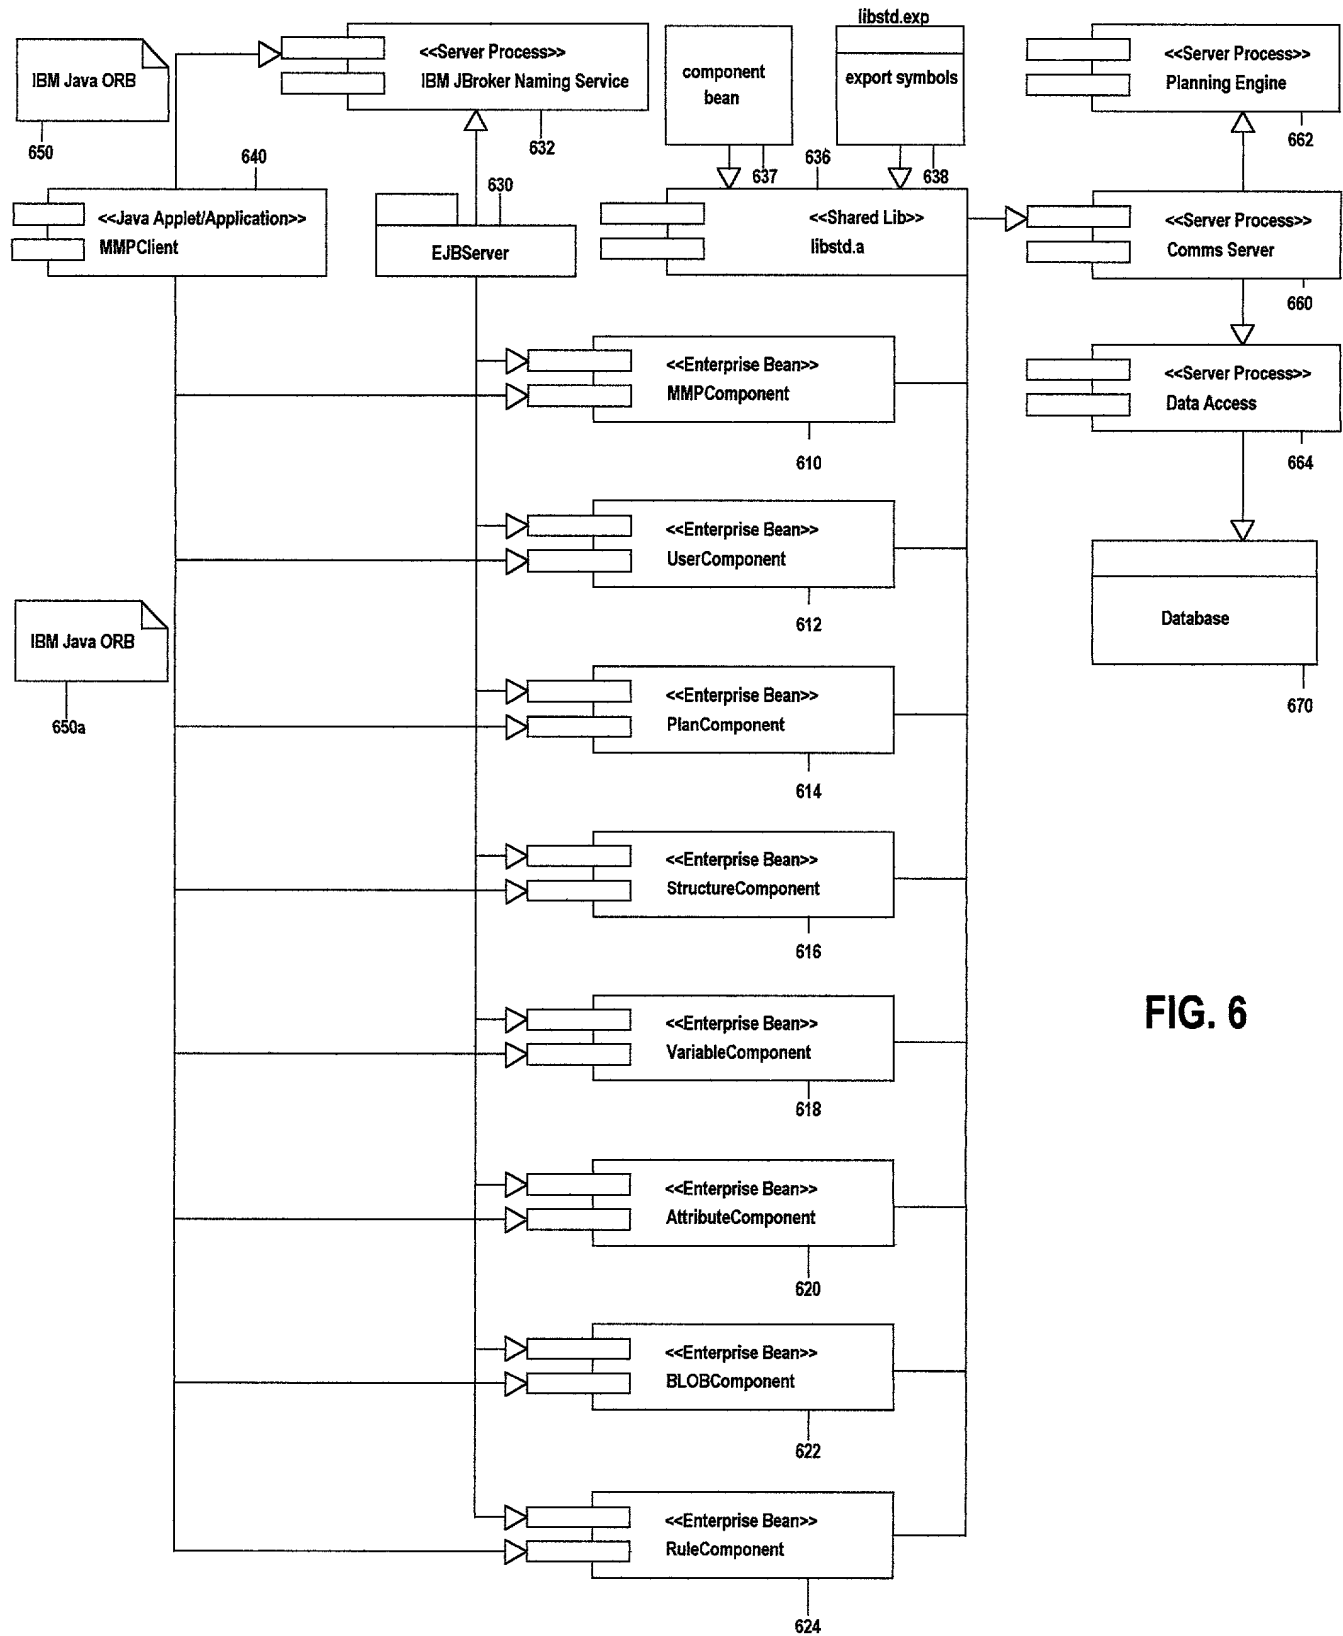 IBM Java ORB
650
<<Server Process>>
IBM JBroker Naming Service
632
component
bean
637
libstd.exp
export symbols
638
<<Server Process>>
Planning Engine
662
640
<<Java Applet/Application>>
MMPClient
630
EJBServer
636
<<Shared Lib>>
libstd.a
<<Server Process>>
Comms Server
660
<<Server Process>>
Data Access
664
Database
670
<<Enterprise Bean>>
MMPComponent
610
<<Enterprise Bean>>
UserComponent
612
IBM Java ORB
650a
<<Enterprise Bean>>
PlanComponent
614
<<Enterprise Bean>>
StructureComponent
616
<<Enterprise Bean>>
VariableComponent
618
FIG. 6
<<Enterprise Bean>>
AttributeComponent
620
<<Enterprise Bean>>
BLOBComponent
622
<<Enterprise Bean>>
RuleComponent
624